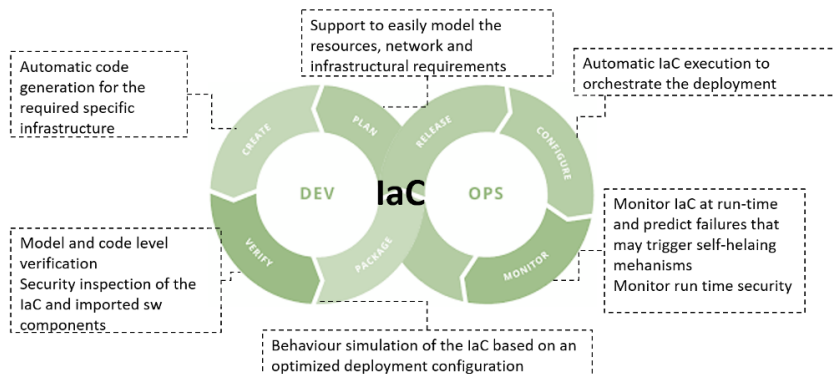 Support to easily model the
resources, network and
infrastructural requirements
Automatic code
generation for the
required specific
infrastructure
Automatic IaC execution to
orchestrate the deployment
CREATE
PLAN
RELEASE
CONFIGURE
DEV
IaC
OPS
VERIFY
PACKAGE
MONITOR
Model and code level
verification
Security inspection of the
IaC and imported sw
components
Monitor IaC at run-time
and predict failures that
may trigger self-helaing
mehanisms
Monitor run time security
Behaviour simulation of the IaC based on an
optimized deployment configuration